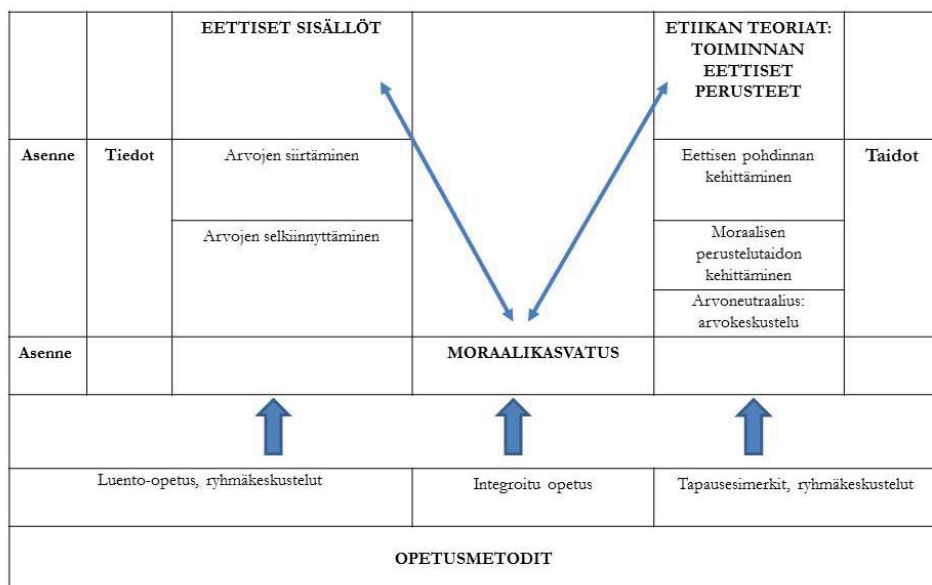 EETTISET SISÄLLÖT
ETIIKAN TEORIAT:
TOIMINNAN
EETTISET
PERUSTEET
Asenne
Tiedot
Arvojen siirtäminen
Eettisen pohdinnan
kehittäminen
Taidot
Arvojen selkiinnyttäminen
Moraalisen
perustelutaidon
kehittäminen
Arvoneutraalius:
arvokeskustelu
Asenne
MORAALIKASVATUS
Luento-opetus, ryhmäkeskustelut
Integroitu opetus
Tapausesimerkit, ryhmäkeskustelut
OPETUSMETODIT